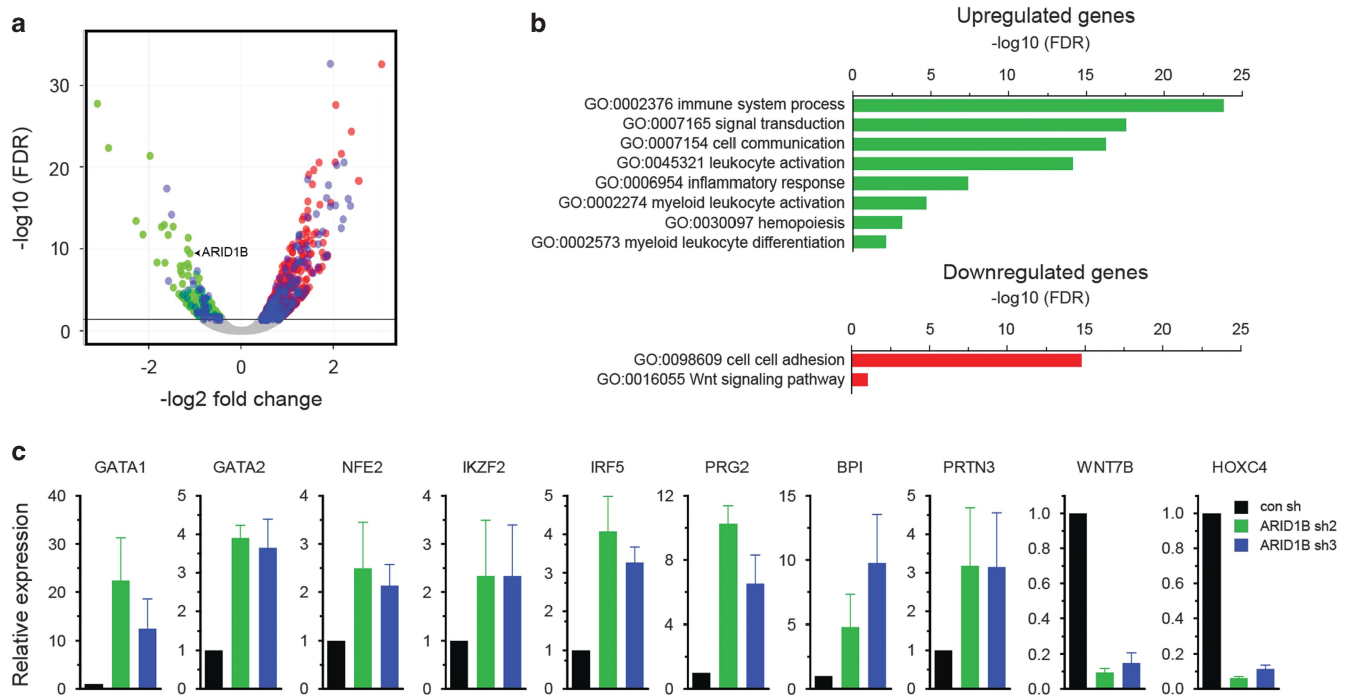 a
-log10 (FDR)
30
20
10
0
ARID1B
-2
0
2
-log2 fold change
b
Upregulated genes
-log10 (FDR)
0 5 10 15 20 25
GO:0002376 immune system process
GO:0007165 signal transduction
GO:0007154 cell communication
GO:0045321 leukocyte activation
GO:0006954 inflammatory response
GO:0002274 myeloid leukocyte activation
GO:0030097 hemopoiesis
GO:0002573 myeloid leukocyte differentiation
Downregulated genes
-log10 (FDR)
0 5 10 15 20 25
GO:0098609 cell cell adhesion
GO:0016055 Wnt signaling pathway
c
Relative expression
GATA1
40
30
20
10
0
GATA2
5
4
3
2
1
0
NFE2
4
3
2
1
0
IKZF2
4
3
2
1
0
IRF5
5
4
3
2
1
0
PRG2
12
8
4
0
BPI
15
10
5
0
PRTN3
5
4
3
2
1
0
WNT7B
1.0
0.8
0.6
0.4
0.2
0.0
HOXC4
1.0
0.8
0.6
0.4
0.2
0.0
con sh
ARID1B sh2
ARID1B sh3